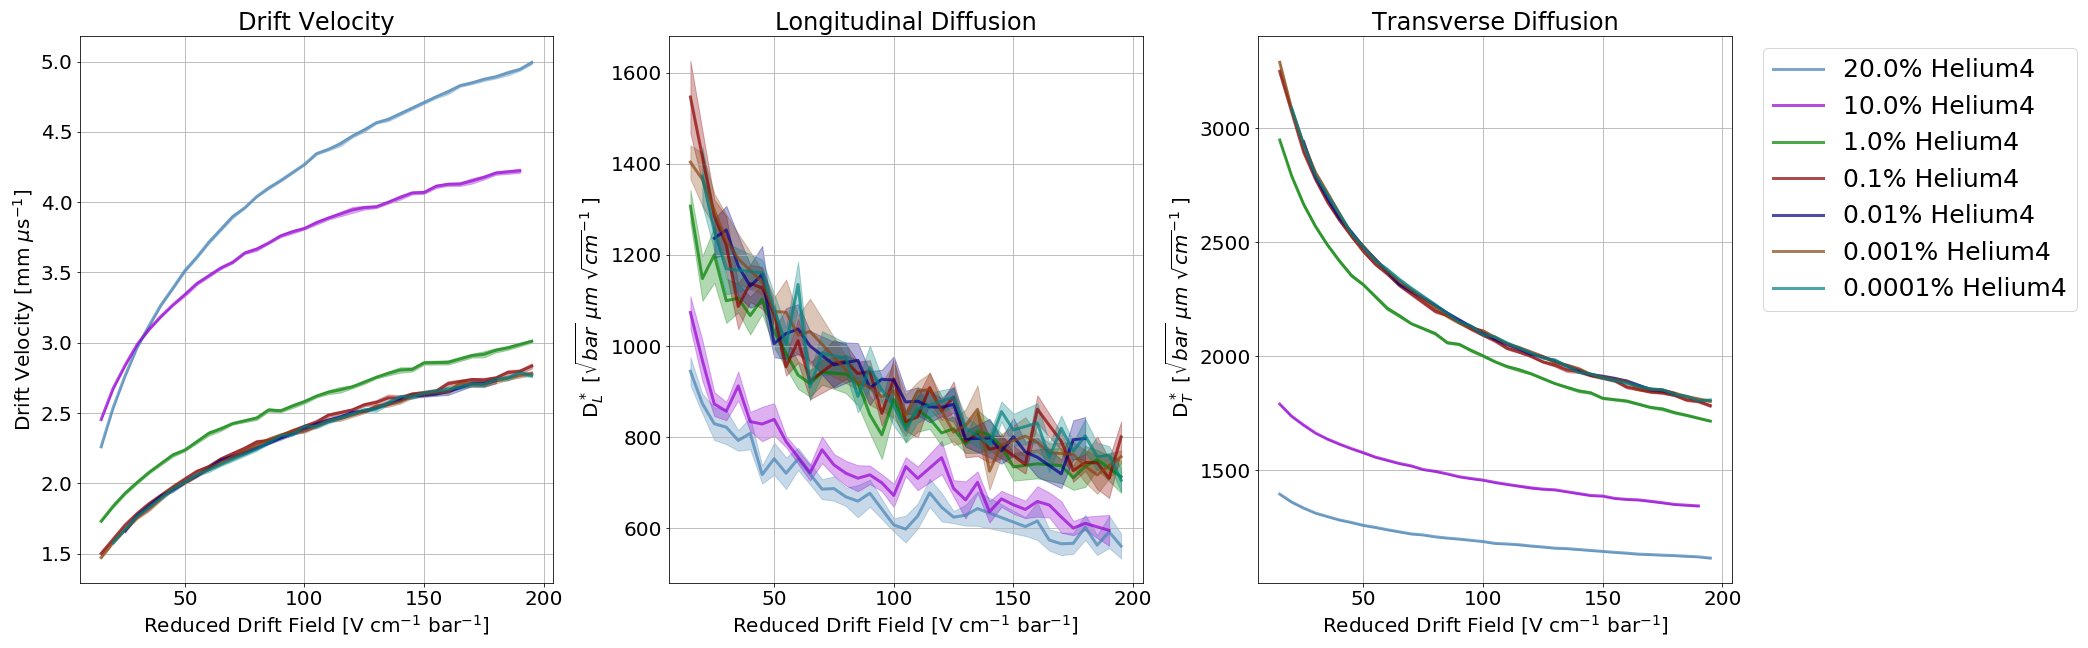 Drift Velocity
Drift Velocity [mm μs⁻¹]
5.0
4.5
4.0
3.5
3.0
2.5
2.0
1.5
50 100 150 200
Reduced Drift Field [V cm⁻¹ bar⁻¹]
Longitudinal Diffusion
D*_L [√bar μm √cm⁻¹ ]
1600
1400
1200
1000
800
600
50 100 150 200
Reduced Drift Field [V cm⁻¹ bar⁻¹]
Transverse Diffusion
D*_T [√bar μm √cm⁻¹ ]
3000
2500
2000
1500
50 100 150 200
Reduced Drift Field [V cm⁻¹ bar⁻¹]
20.0% Helium4
10.0% Helium4
1.0% Helium4
0.1% Helium4
0.01% Helium4
0.001% Helium4
0.0001% Helium4